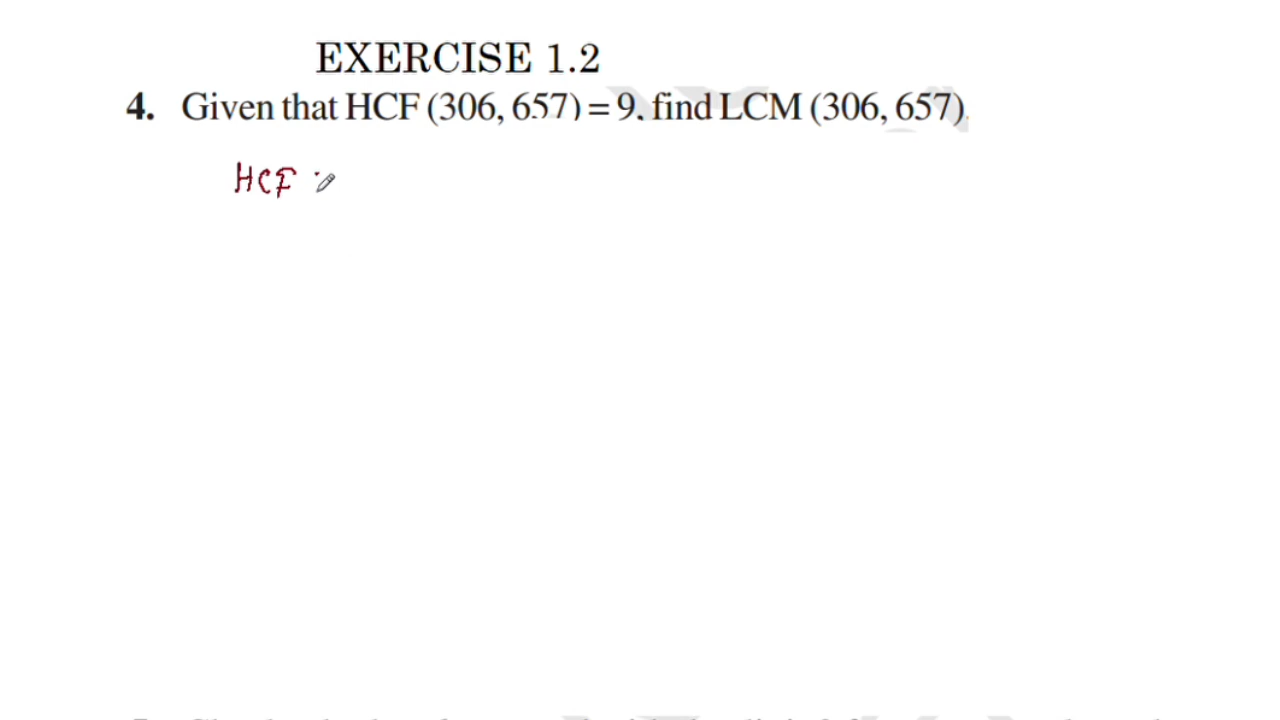 EXERCISE 1.2
4. Given that HCF (306, 657) = 9, find LCM (306, 657).
HCF